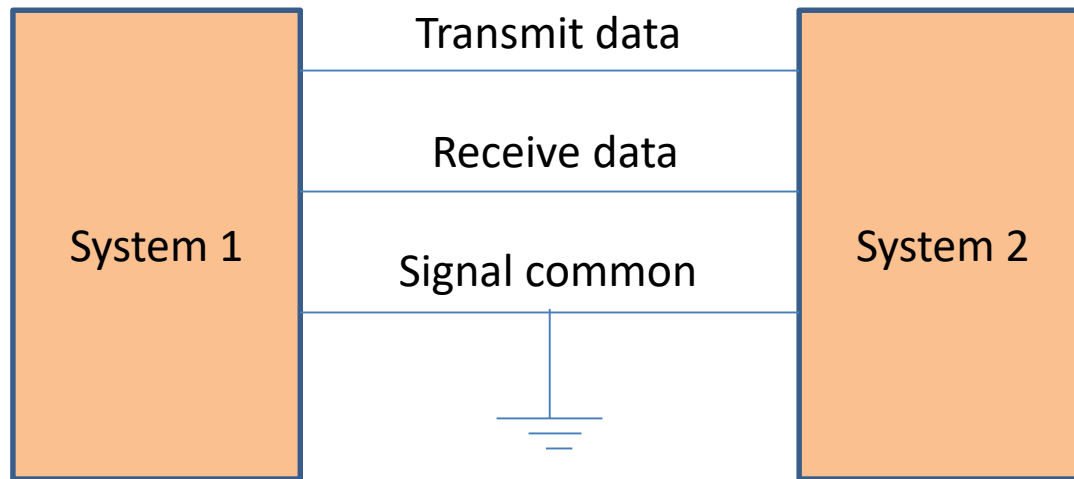 Transmit data
Receive data
System 1
System 2
Signal common